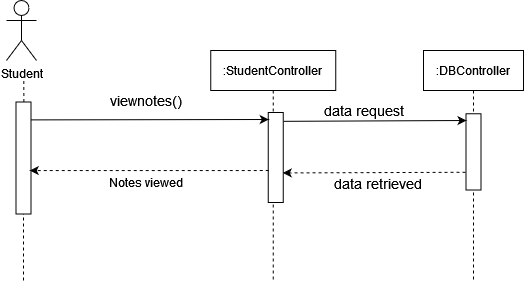 Student
:StudentController
:DBController
viewnotes()
data request
Notes viewed
data retrieved